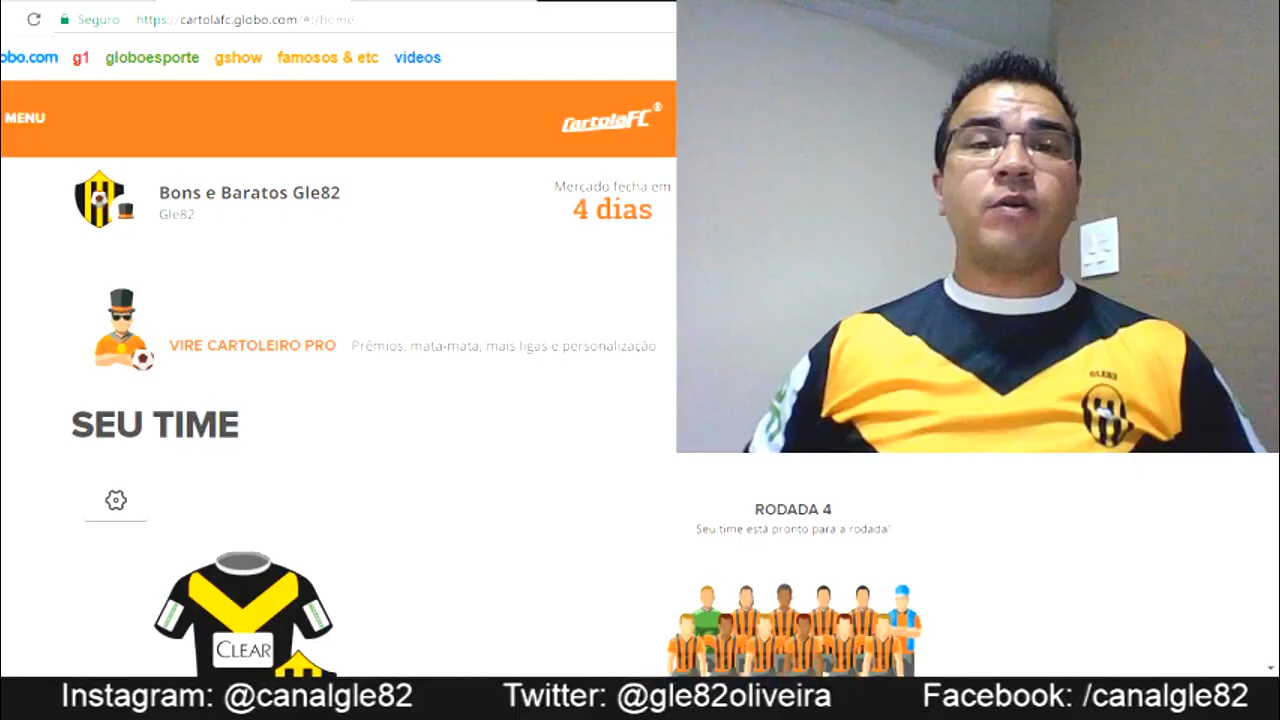 Seguro https://cartolafc.globo.com/#!/home
obo.com g1 globoesporte gshow famosos & etc videos
MENU
CartolaFC
Bons e Baratos Gle82
Gle82
Mercado fecha em
4 dias
VIRE CARTOLEIRO PRO Prêmios, mata-mata, mais ligas e personalização
SEU TIME
GLE82
RODADA 4
Seu time está pronto para a rodada!
CLEAR
Instagram: @canalgle82 Twitter: @gle82oliveira Facebook: /canalgle82